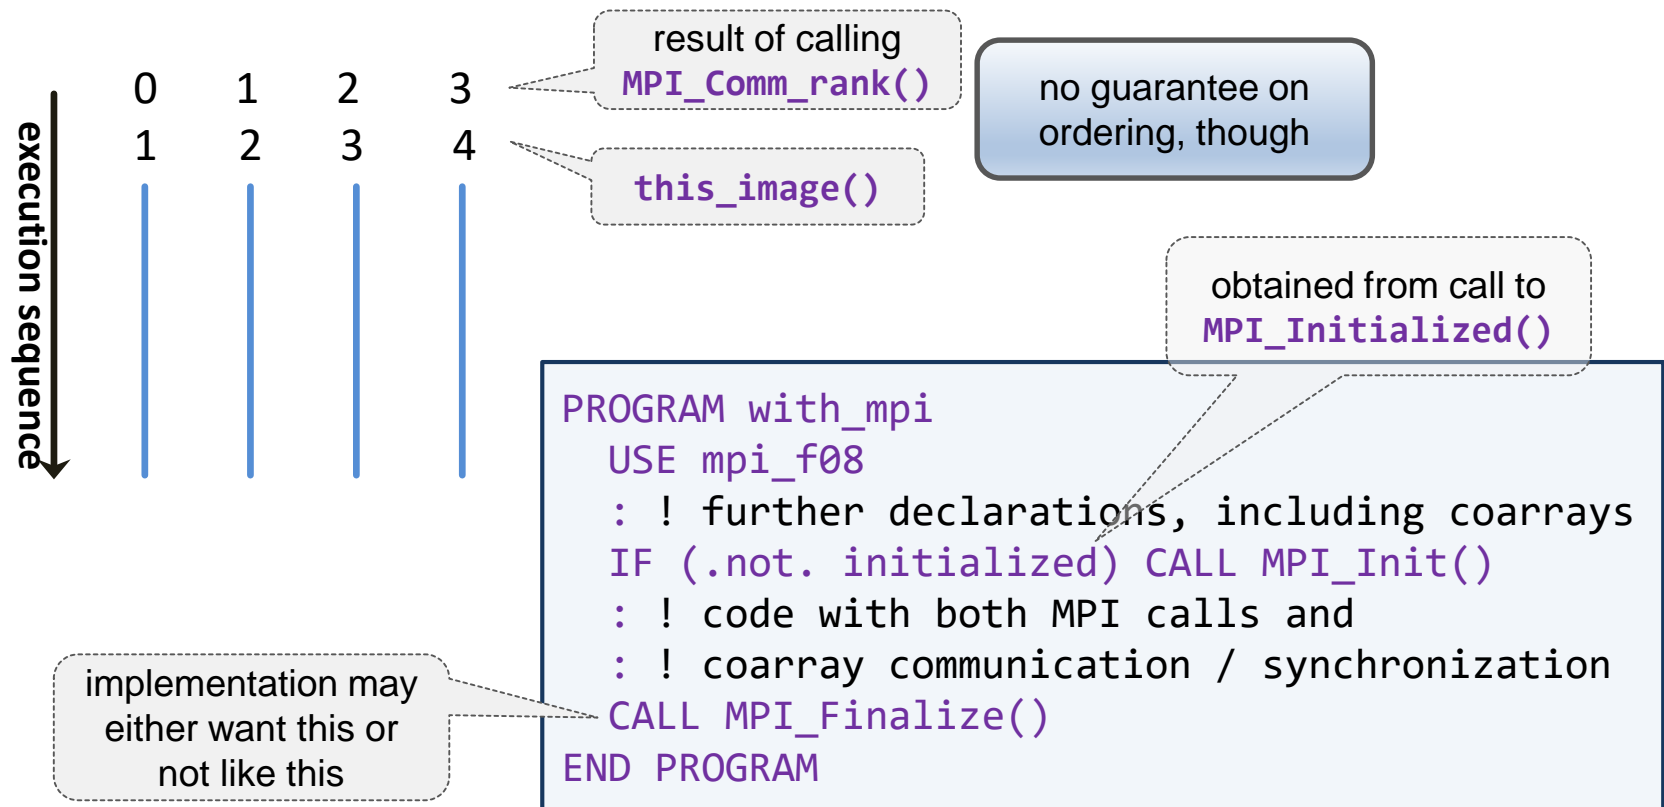 result of calling
MPI_Comm_rank()
no guarantee on
ordering, though
0 1 2 3
1 2 3 4
this_image()
execution sequence
obtained from call to
MPI_Initialized()
PROGRAM with_mpi
USE mpi_f08
: ! further declarations, including coarrays
IF (.not. initialized) CALL MPI_Init()
: ! code with both MPI calls and
: ! coarray communication / synchronization
CALL MPI_Finalize()
END PROGRAM
implementation may
either want this or
not like this